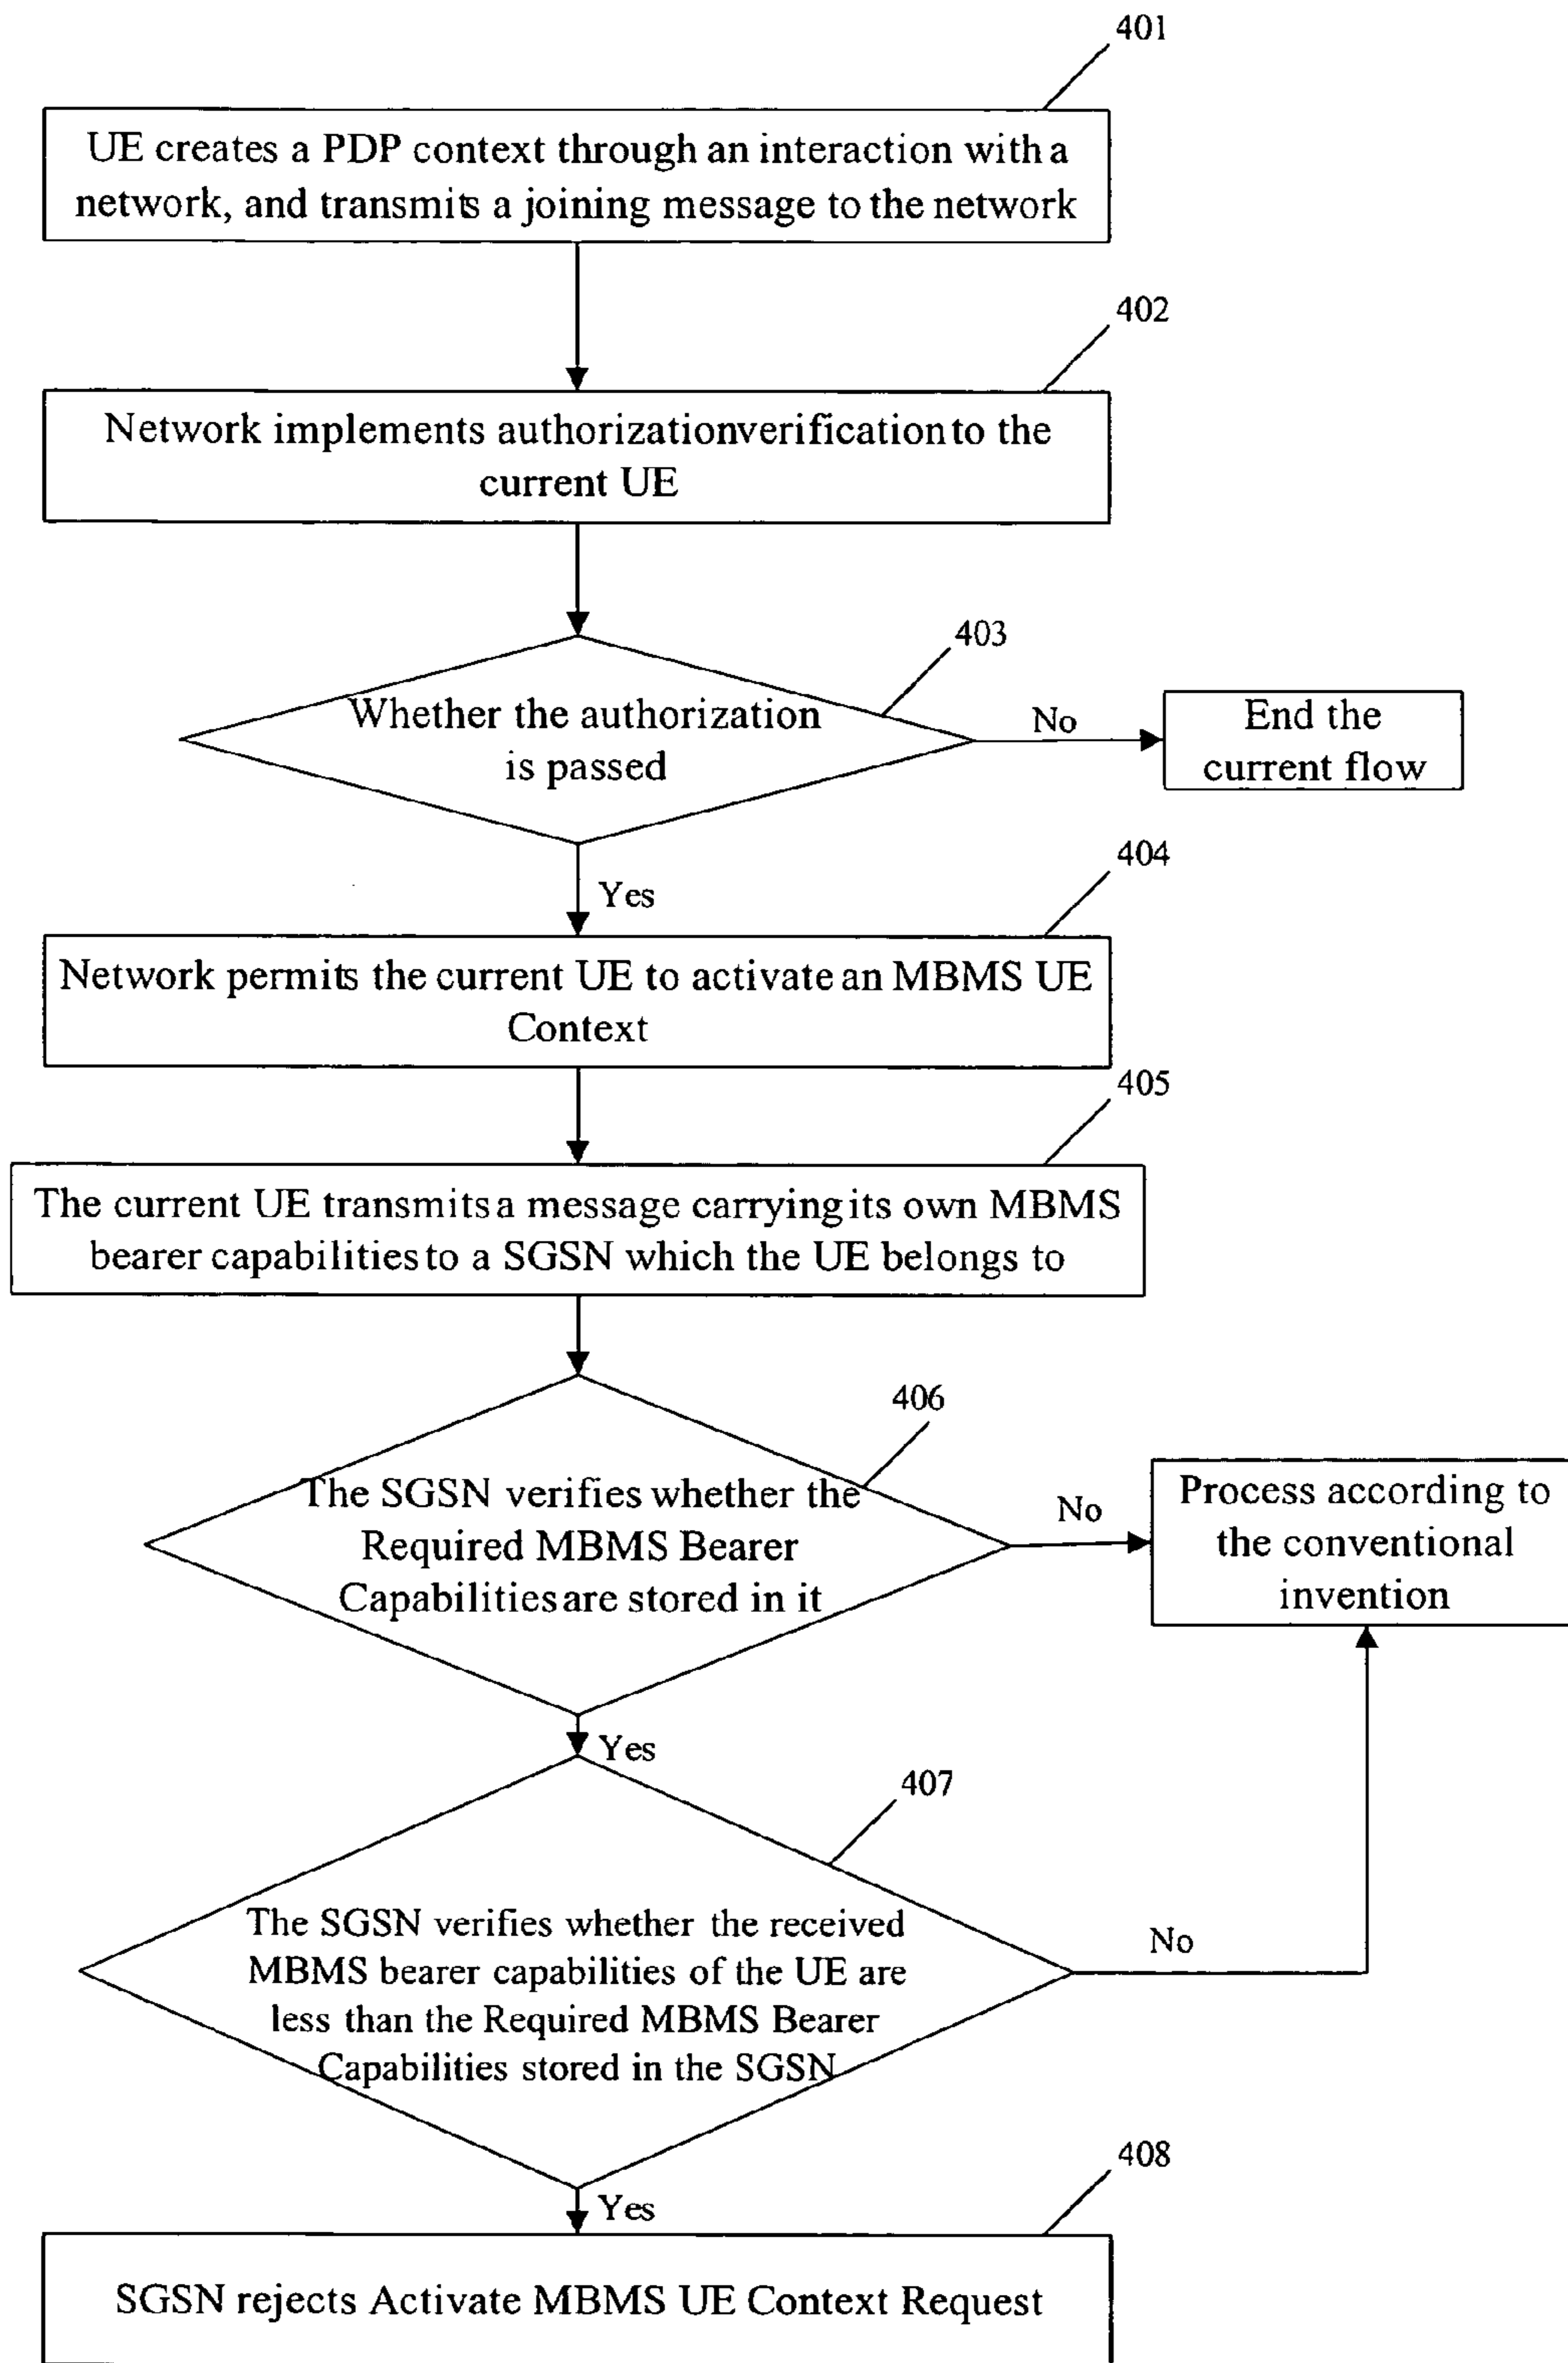 401
UE creates a PDP context through an interaction with a
network, and transmits a joining message to the network
402
Network implements authorizationverification to the
current UE
403
Whether the authorization
is passed
No
End the
current flow
Yes
404
Network permits the current UE to activate an MBMS UE
Context
405
The current UE transmits a message carrying its own MBMS
bearer capabilities to a SGSN which the UE belongs to
406
The SGSN verifies whether the
Required MBMS Bearer
Capabilities are stored in it
No
Process according to
the conventional
invention
Yes
407
The SGSN verifies whether the received
MBMS bearer capabilities of the UE are
less than the Required MBMS Bearer
Capabilities stored in the SGSN
No
Yes
408
SGSN rejects Activate MBMS UE Context Request